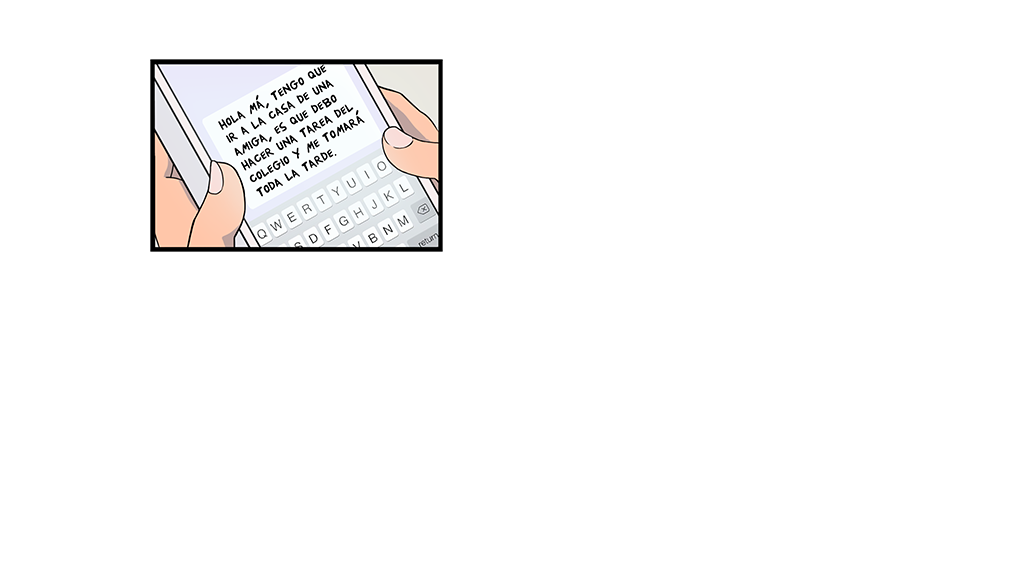 HOLA MÁ, TENGO QUE
IR A LA CASA DE UNA
AMIGA, ES QUE DEBO
HACER UNA TAREA DEL
COLEGIO Y ME TOMARÁ
TODA LA TARDE.
Q W E R T Y U I O
S D F G H J K L
V B N M
return